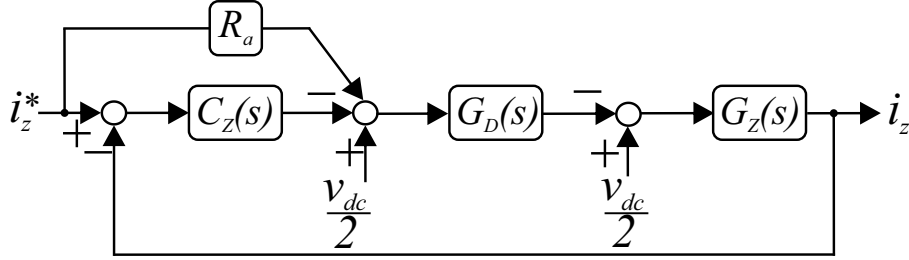 R_a
i_z^* + − C_Z(s) − G_D(s) − G_Z(s) i_z
+ +
v_dc/2 v_dc/2